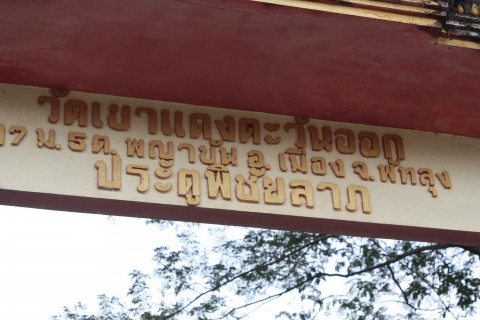 วัดเขาแดงตะวันออก
17 ม.5 ต.พญาขัน อ.เมือง จ.พัทลุง
ประตูพิชัยลาภ